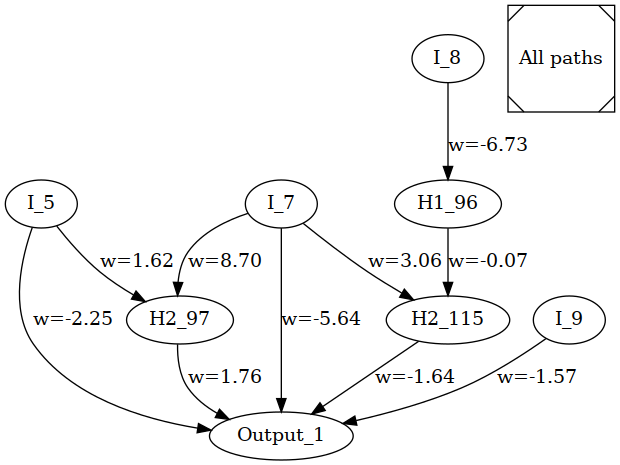 I_8
All paths
w=-6.73
I_5
I_7
H1_96
w=1.62
w=8.70
w=3.06
w=-0.07
w=-2.25
H2_97
w=-5.64
H2_115
I_9
w=1.76
w=-1.64
w=-1.57
Output_1